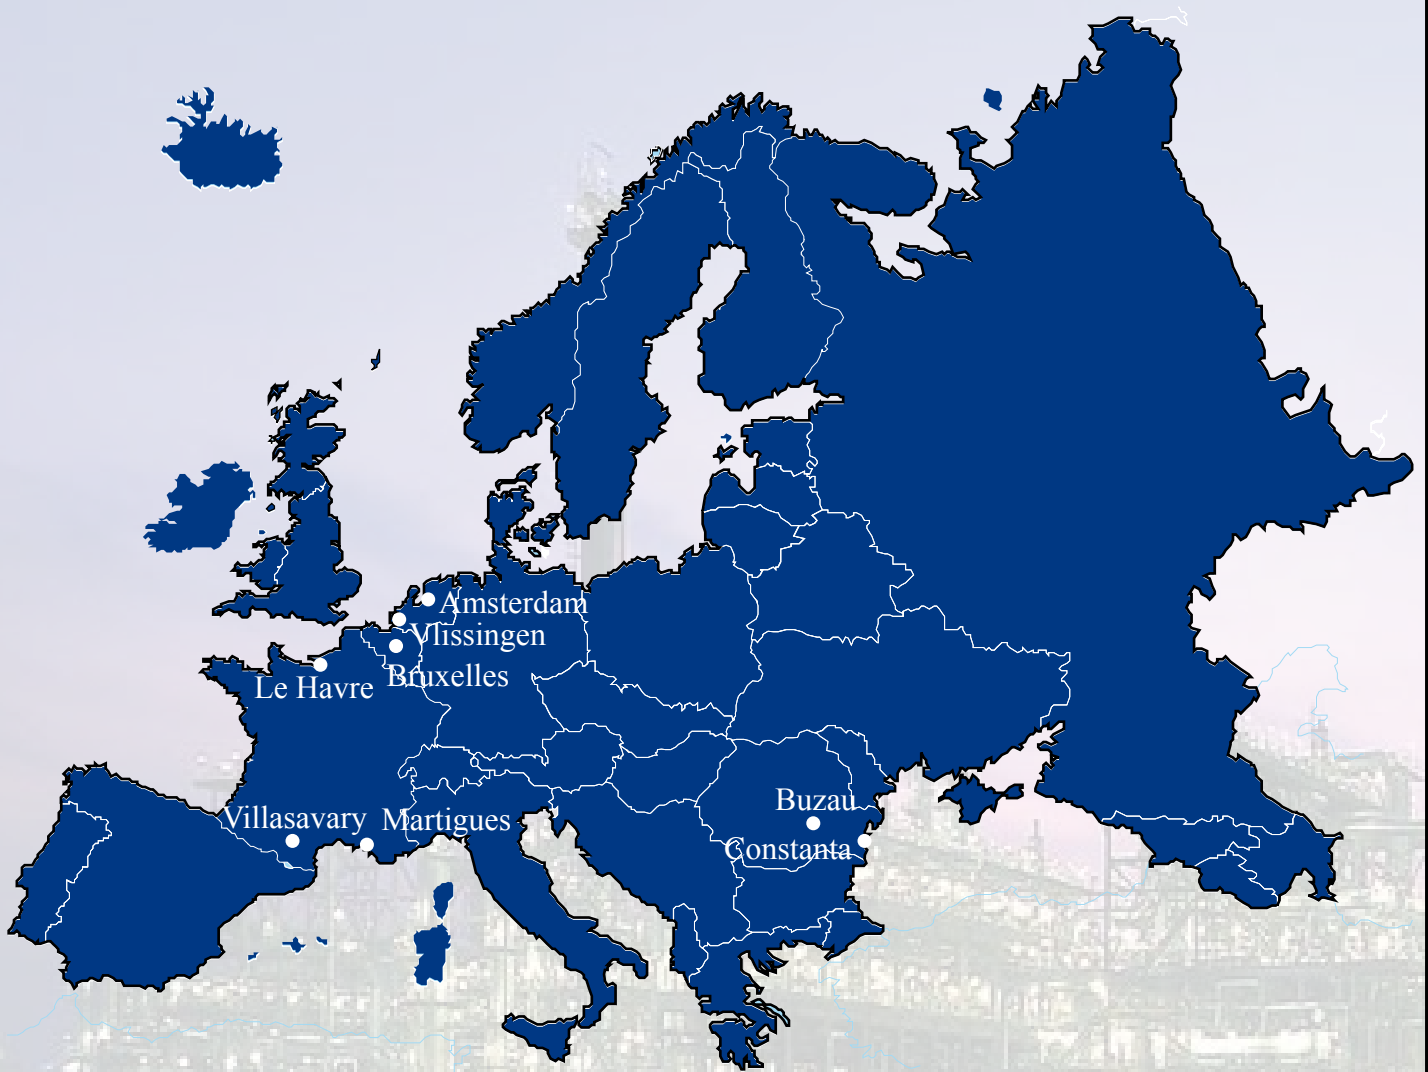 Amsterdam
Vlissingen
Bruxelles
Le Havre
Buzau
Villasavary
Martigues
Constanta